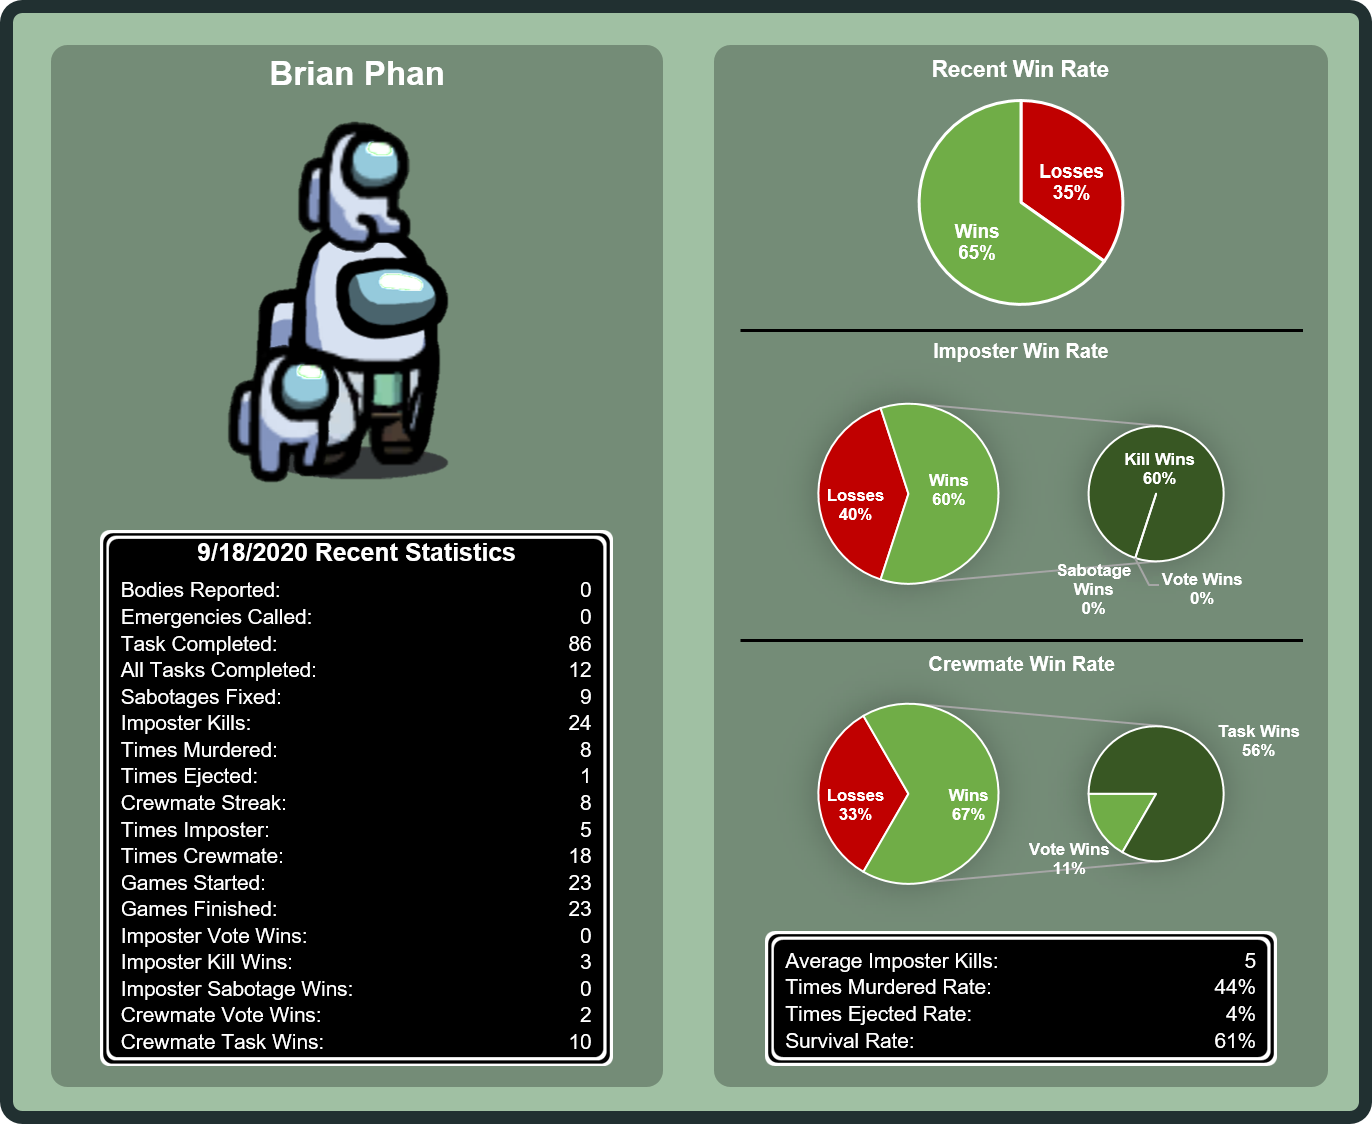 Brian Phan
9/18/2020 Recent Statistics
Bodies Reported: 0
Emergencies Called: 0
Task Completed: 86
All Tasks Completed: 12
Sabotages Fixed: 9
Imposter Kills: 24
Times Murdered: 8
Times Ejected: 1
Crewmate Streak: 8
Times Imposter: 5
Times Crewmate: 18
Games Started: 23
Games Finished: 23
Imposter Vote Wins: 0
Imposter Kill Wins: 3
Imposter Sabotage Wins: 0
Crewmate Vote Wins: 2
Crewmate Task Wins: 10
Recent Win Rate
Losses
35%
Wins
65%
Imposter Win Rate
Losses
40%
Wins
60%
Kill Wins
60%
Sabotage
Wins
0%
Vote Wins
0%
Crewmate Win Rate
Losses
33%
Wins
67%
Task Wins
56%
Vote Wins
11%
Average Imposter Kills: 5
Times Murdered Rate: 44%
Times Ejected Rate: 4%
Survival Rate: 61%